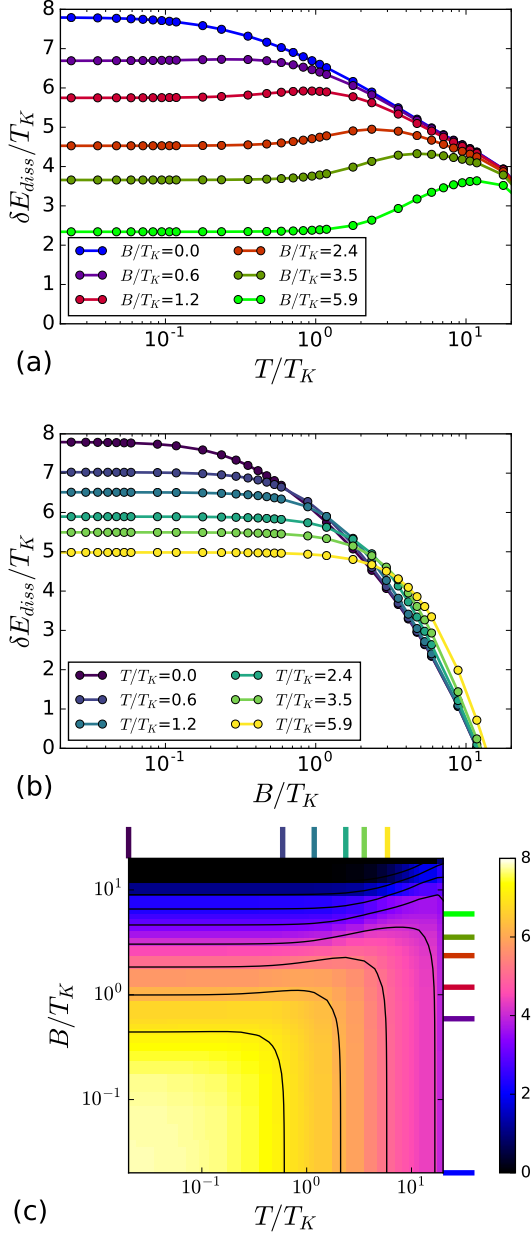 8
7
6
5
4
3
2
1
0
δE_{diss}/T_K
B/T_K=0.0
B/T_K=0.6
B/T_K=1.2
B/T_K=2.4
B/T_K=3.5
B/T_K=5.9
10^{-1}
10^0
10^1
T/T_K
(a)
8
7
6
5
4
3
2
1
0
δE_{diss}/T_K
T/T_K=0.0
T/T_K=0.6
T/T_K=1.2
T/T_K=2.4
T/T_K=3.5
T/T_K=5.9
10^{-1}
10^0
10^1
B/T_K
(b)
10^1
10^0
10^{-1}
B/T_K
10^{-1}
10^0
10^1
T/T_K
8
6
4
2
0
(c)